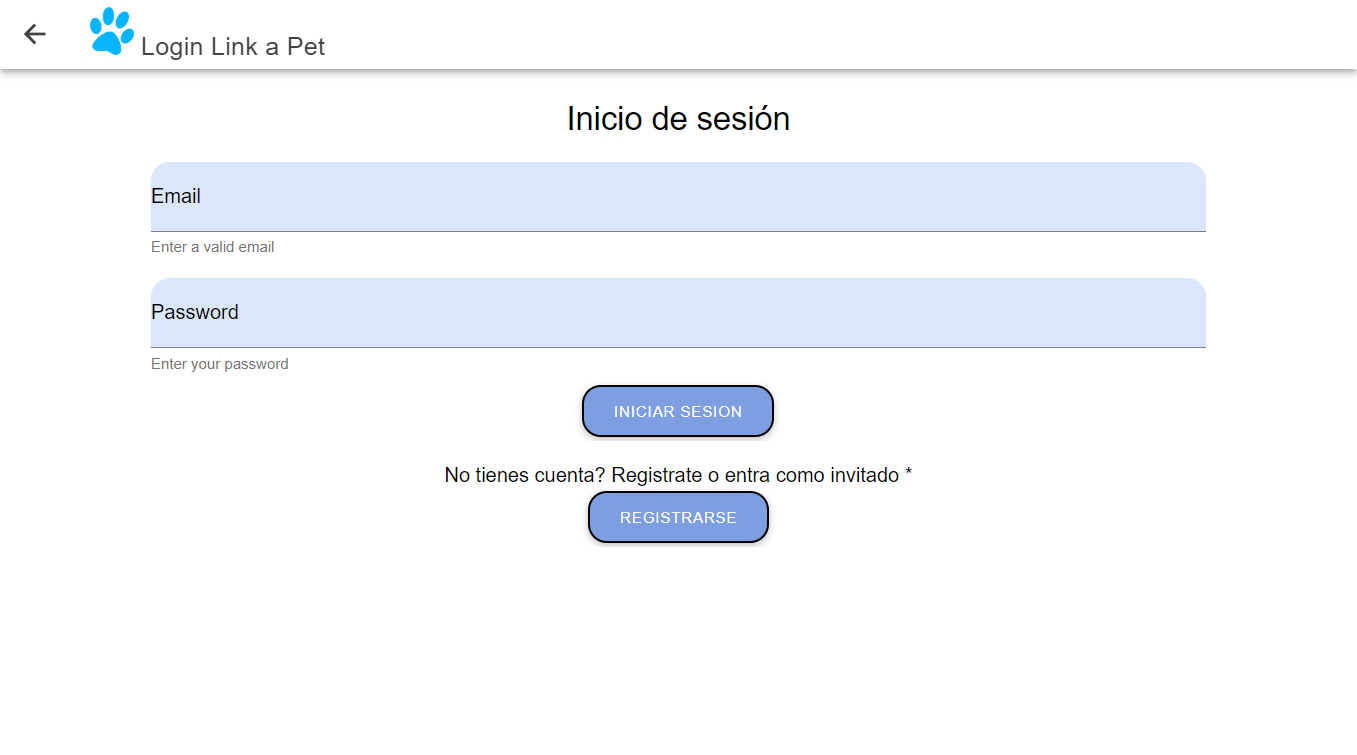 Login Link a Pet
Inicio de sesión
Email
Enter a valid email
Password
Enter your password
INICIAR SESION
No tienes cuenta? Registrate o entra como invitado *
REGISTRARSE